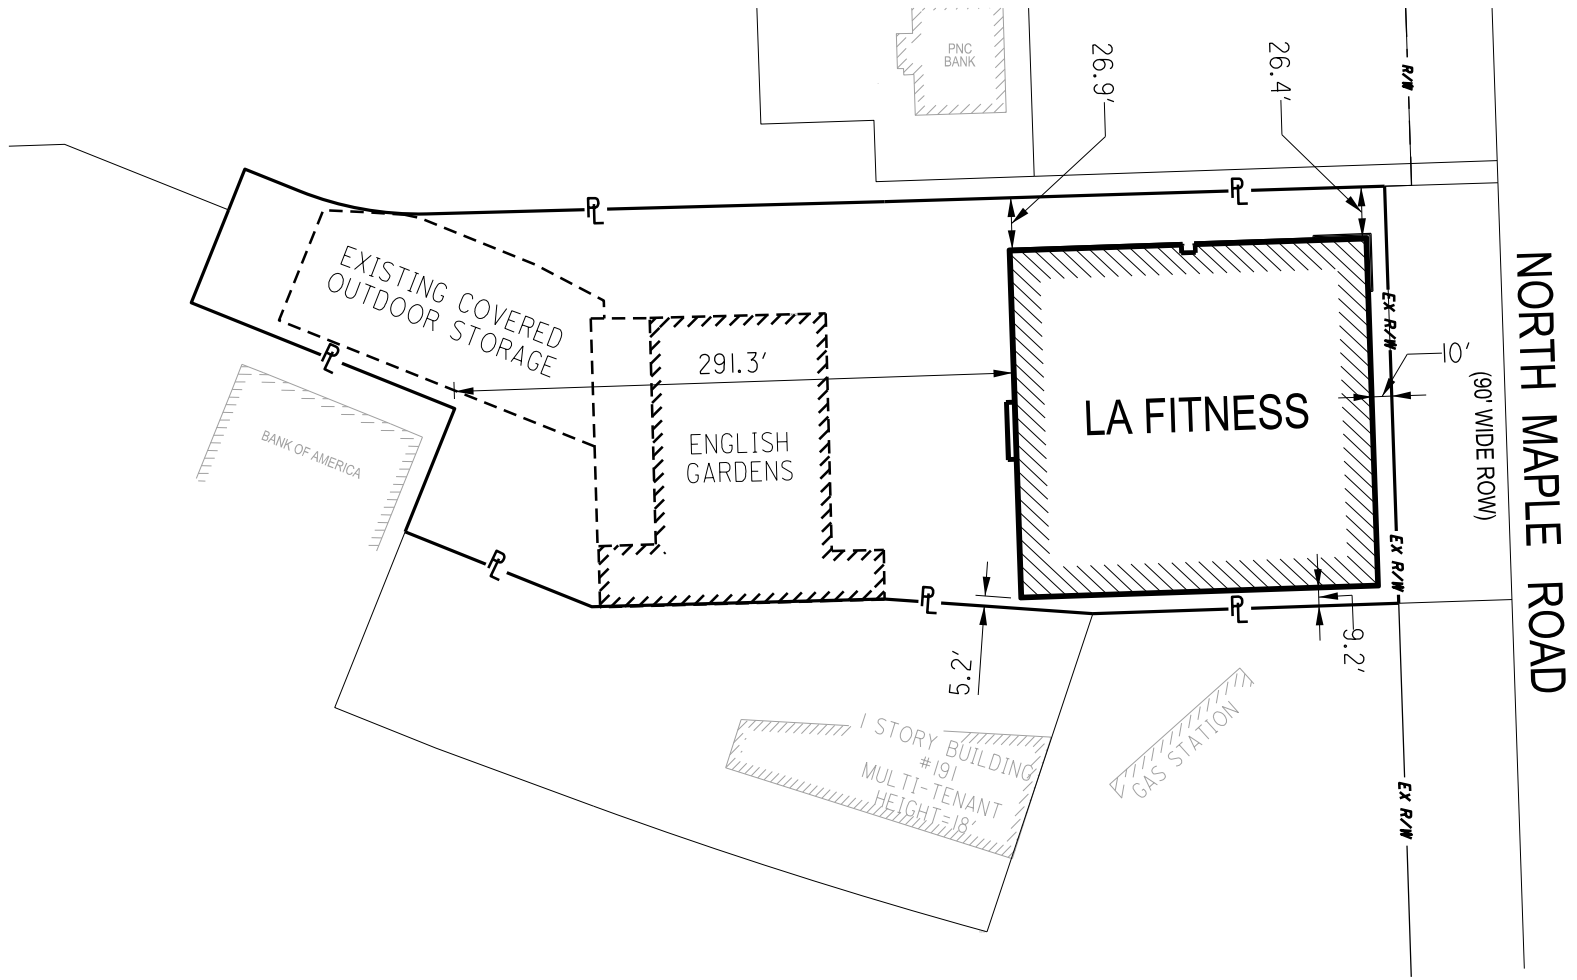 PNC
BANK
26.9'
26.4'
R/W
PL
PL
EXISTING COVERED
OUTDOOR STORAGE
NORTH MAPLE ROAD
EX R/W
10'
(90' WIDE ROW)
291.3'
PL
LA FITNESS
BANK OF AMERICA
ENGLISH
GARDENS
EX R/W
PL
PL
PL
5.2'
9.2'
1 STORY BUILDING
#191
MULTI-TENANT
HEIGHT=18'
GAS STATION
EX R/W